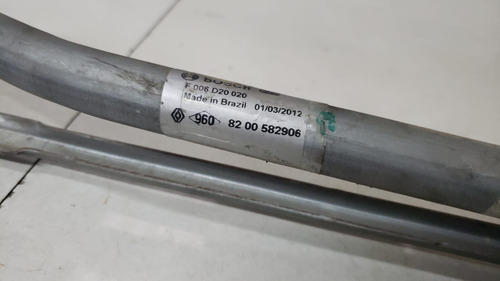 BOSCH
F 006 D20 020
Made in Brazil 01/03/2012
960 82 00 582906